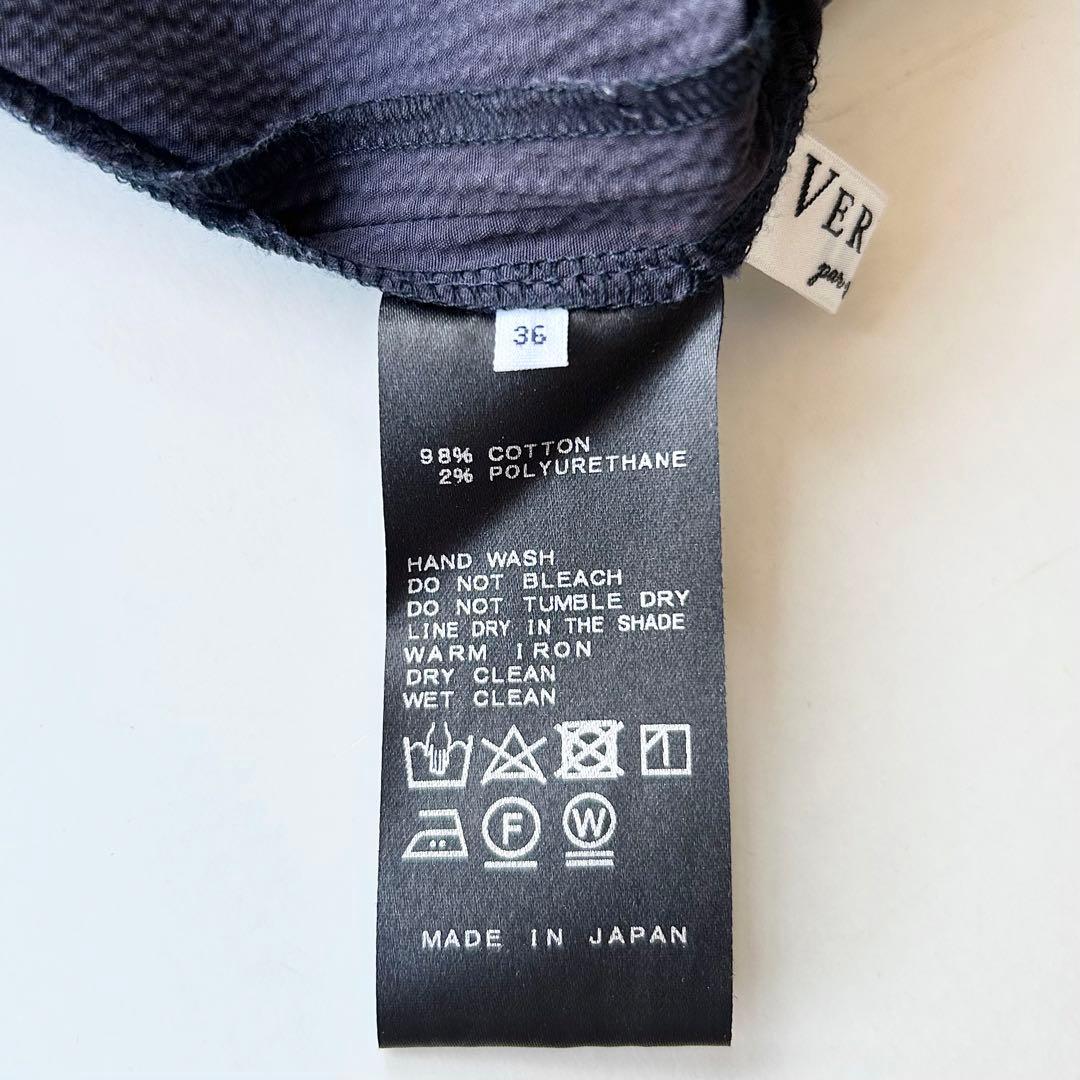 VER
par
36
98% COTTON
2% POLYURETHANE
HAND WASH
DO NOT BLEACH
DO NOT TUMBLE DRY
LINE DRY IN THE SHADE
WARM IRON
DRY CLEAN
WET CLEAN
F W
MADE IN JAPAN